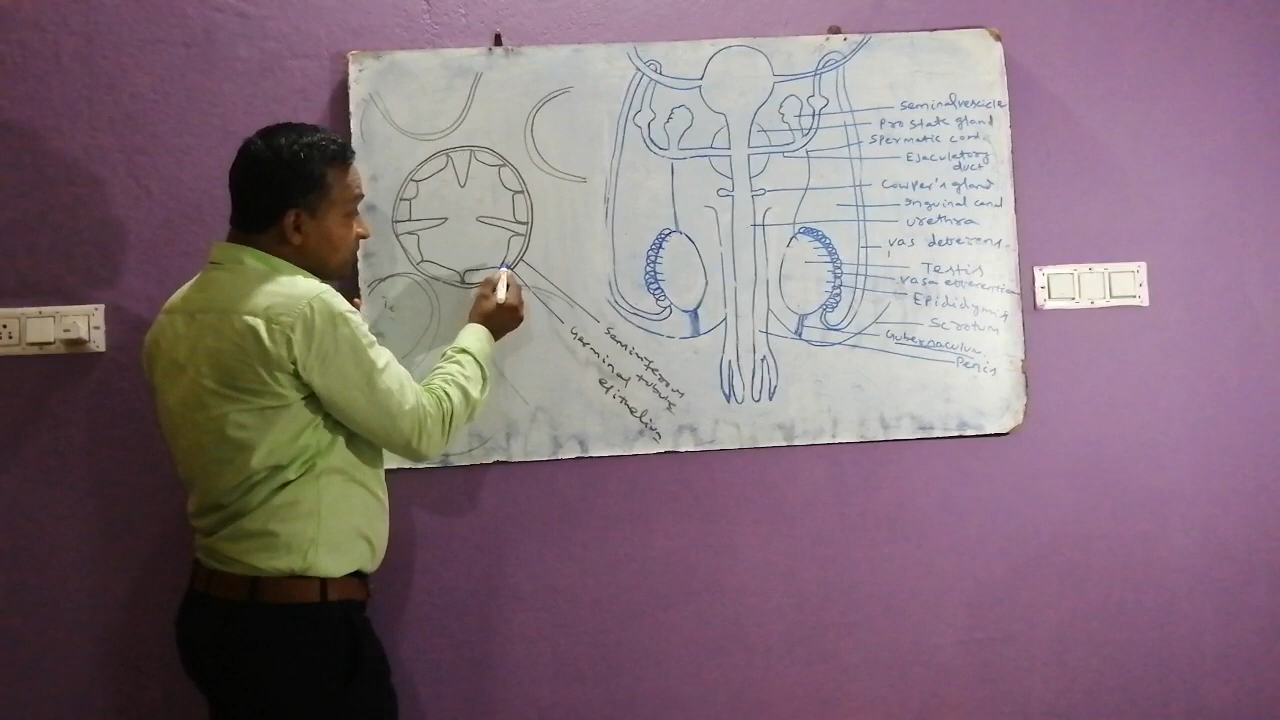 Seminalvescicle
Prostate gland
Spermatic cord
Ejaculatory
duct
Cowper's gland
Inguinal canal
Urethra
Vas deferens
Testis
Vasa efferentia
Epididymis
Scrotum
Gubernaculum
Penis
Seminiferous
tubule
Germinal
epithelium